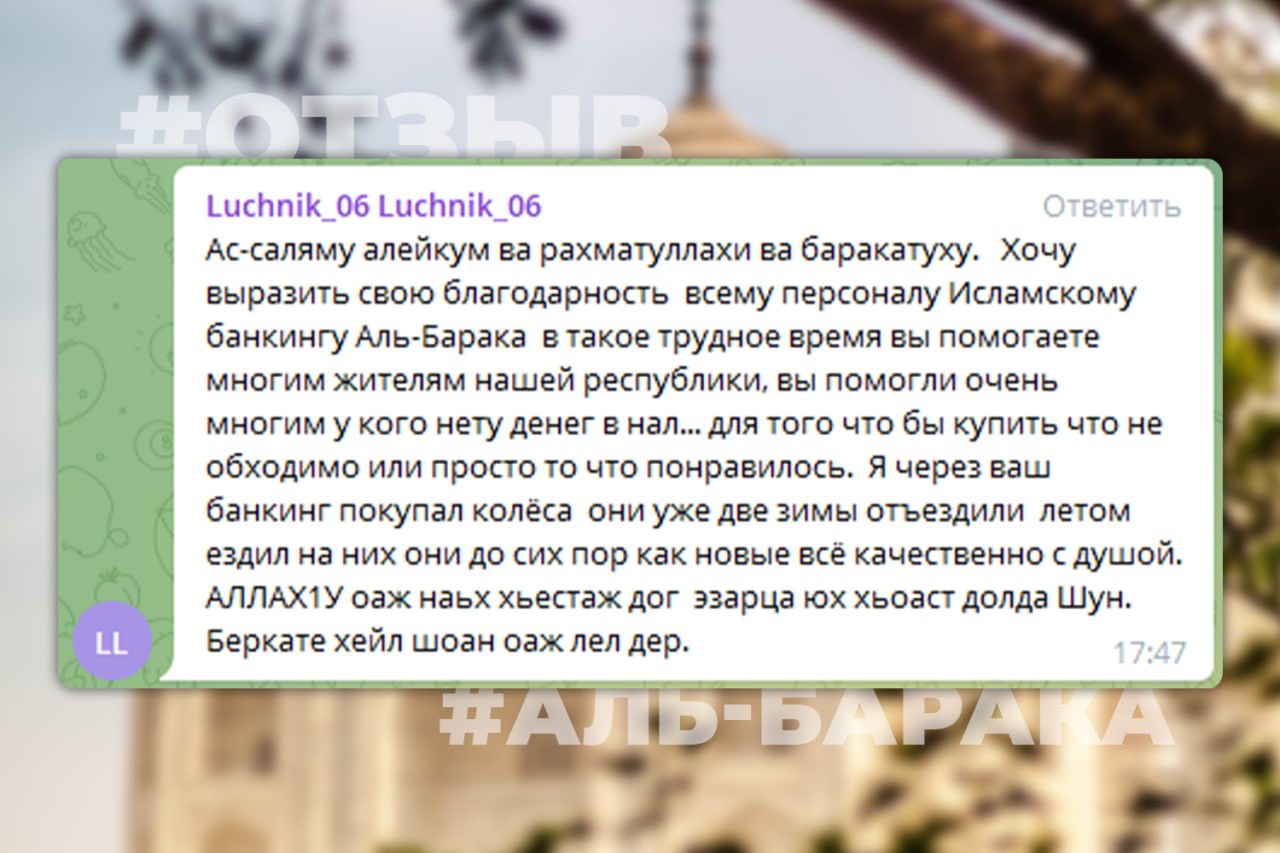 #ОТЗЫВ
Luchnik_06 Luchnik_06
Ответить
Ас-саляму алейкум ва рахматуллахи ва баракатуху. Хочу
выразить свою благодарность всему персоналу Исламскому
банкингу Аль-Барака в такое трудное время вы помогаете
многим жителям нашей республики, вы помогли очень
многим у кого нету денег в нал... для того что бы купить что не
обходимо или просто то что понравилось. Я через ваш
банкинг покупал колёса они уже две зимы отъездили летом
ездил на них они до сих пор как новые всё качественно с душой.
АЛЛАХ1У оаж наьх хьестаж дог эзарца юх хьоаст долда Шун.
Беркате хейл шоан оаж лел дер.
LL
17:47
#АЛЬ-БАРАКА